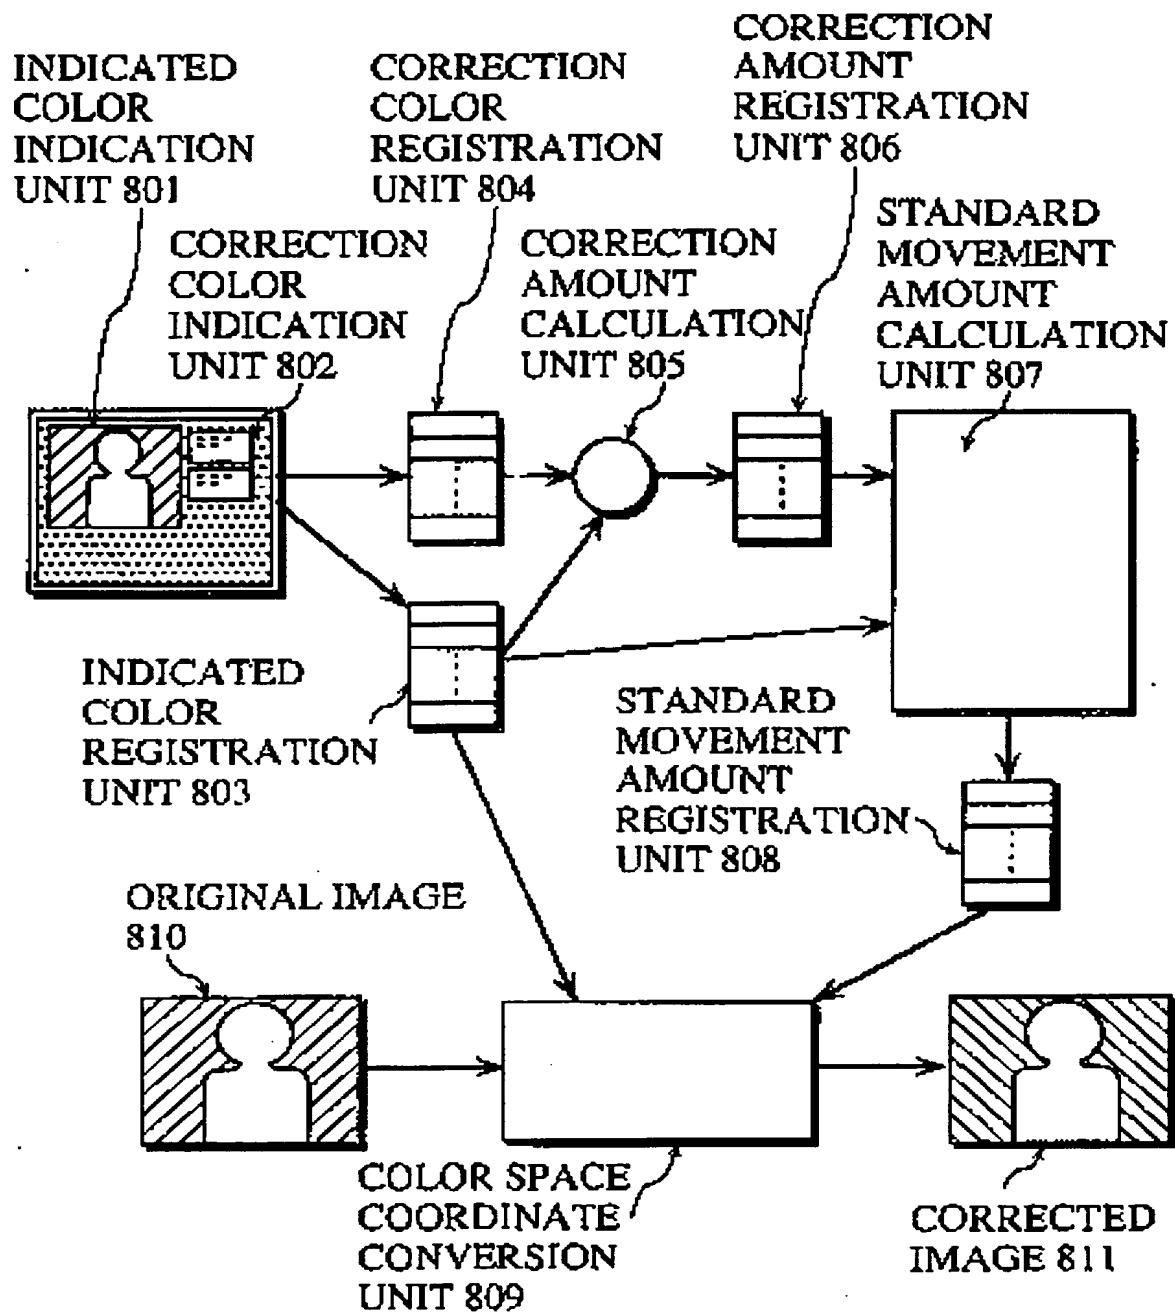 INDICATED
COLOR
INDICATION
UNIT 801
CORRECTION
COLOR
REGISTRATION
UNIT 804
CORRECTION
AMOUNT
REGISTRATION
UNIT 806
CORRECTION
COLOR
INDICATION
UNIT 802
CORRECTION
AMOUNT
CALCULATION
UNIT 805
STANDARD
MOVEMENT
AMOUNT
CALCULATION
UNIT 807
INDICATED
COLOR
REGISTRATION
UNIT 803
STANDARD
MOVEMENT
AMOUNT
REGISTRATION
UNIT 808
ORIGINAL IMAGE
810
COLOR SPACE
COORDINATE
CONVERSION
UNIT 809
CORRECTED
IMAGE 811